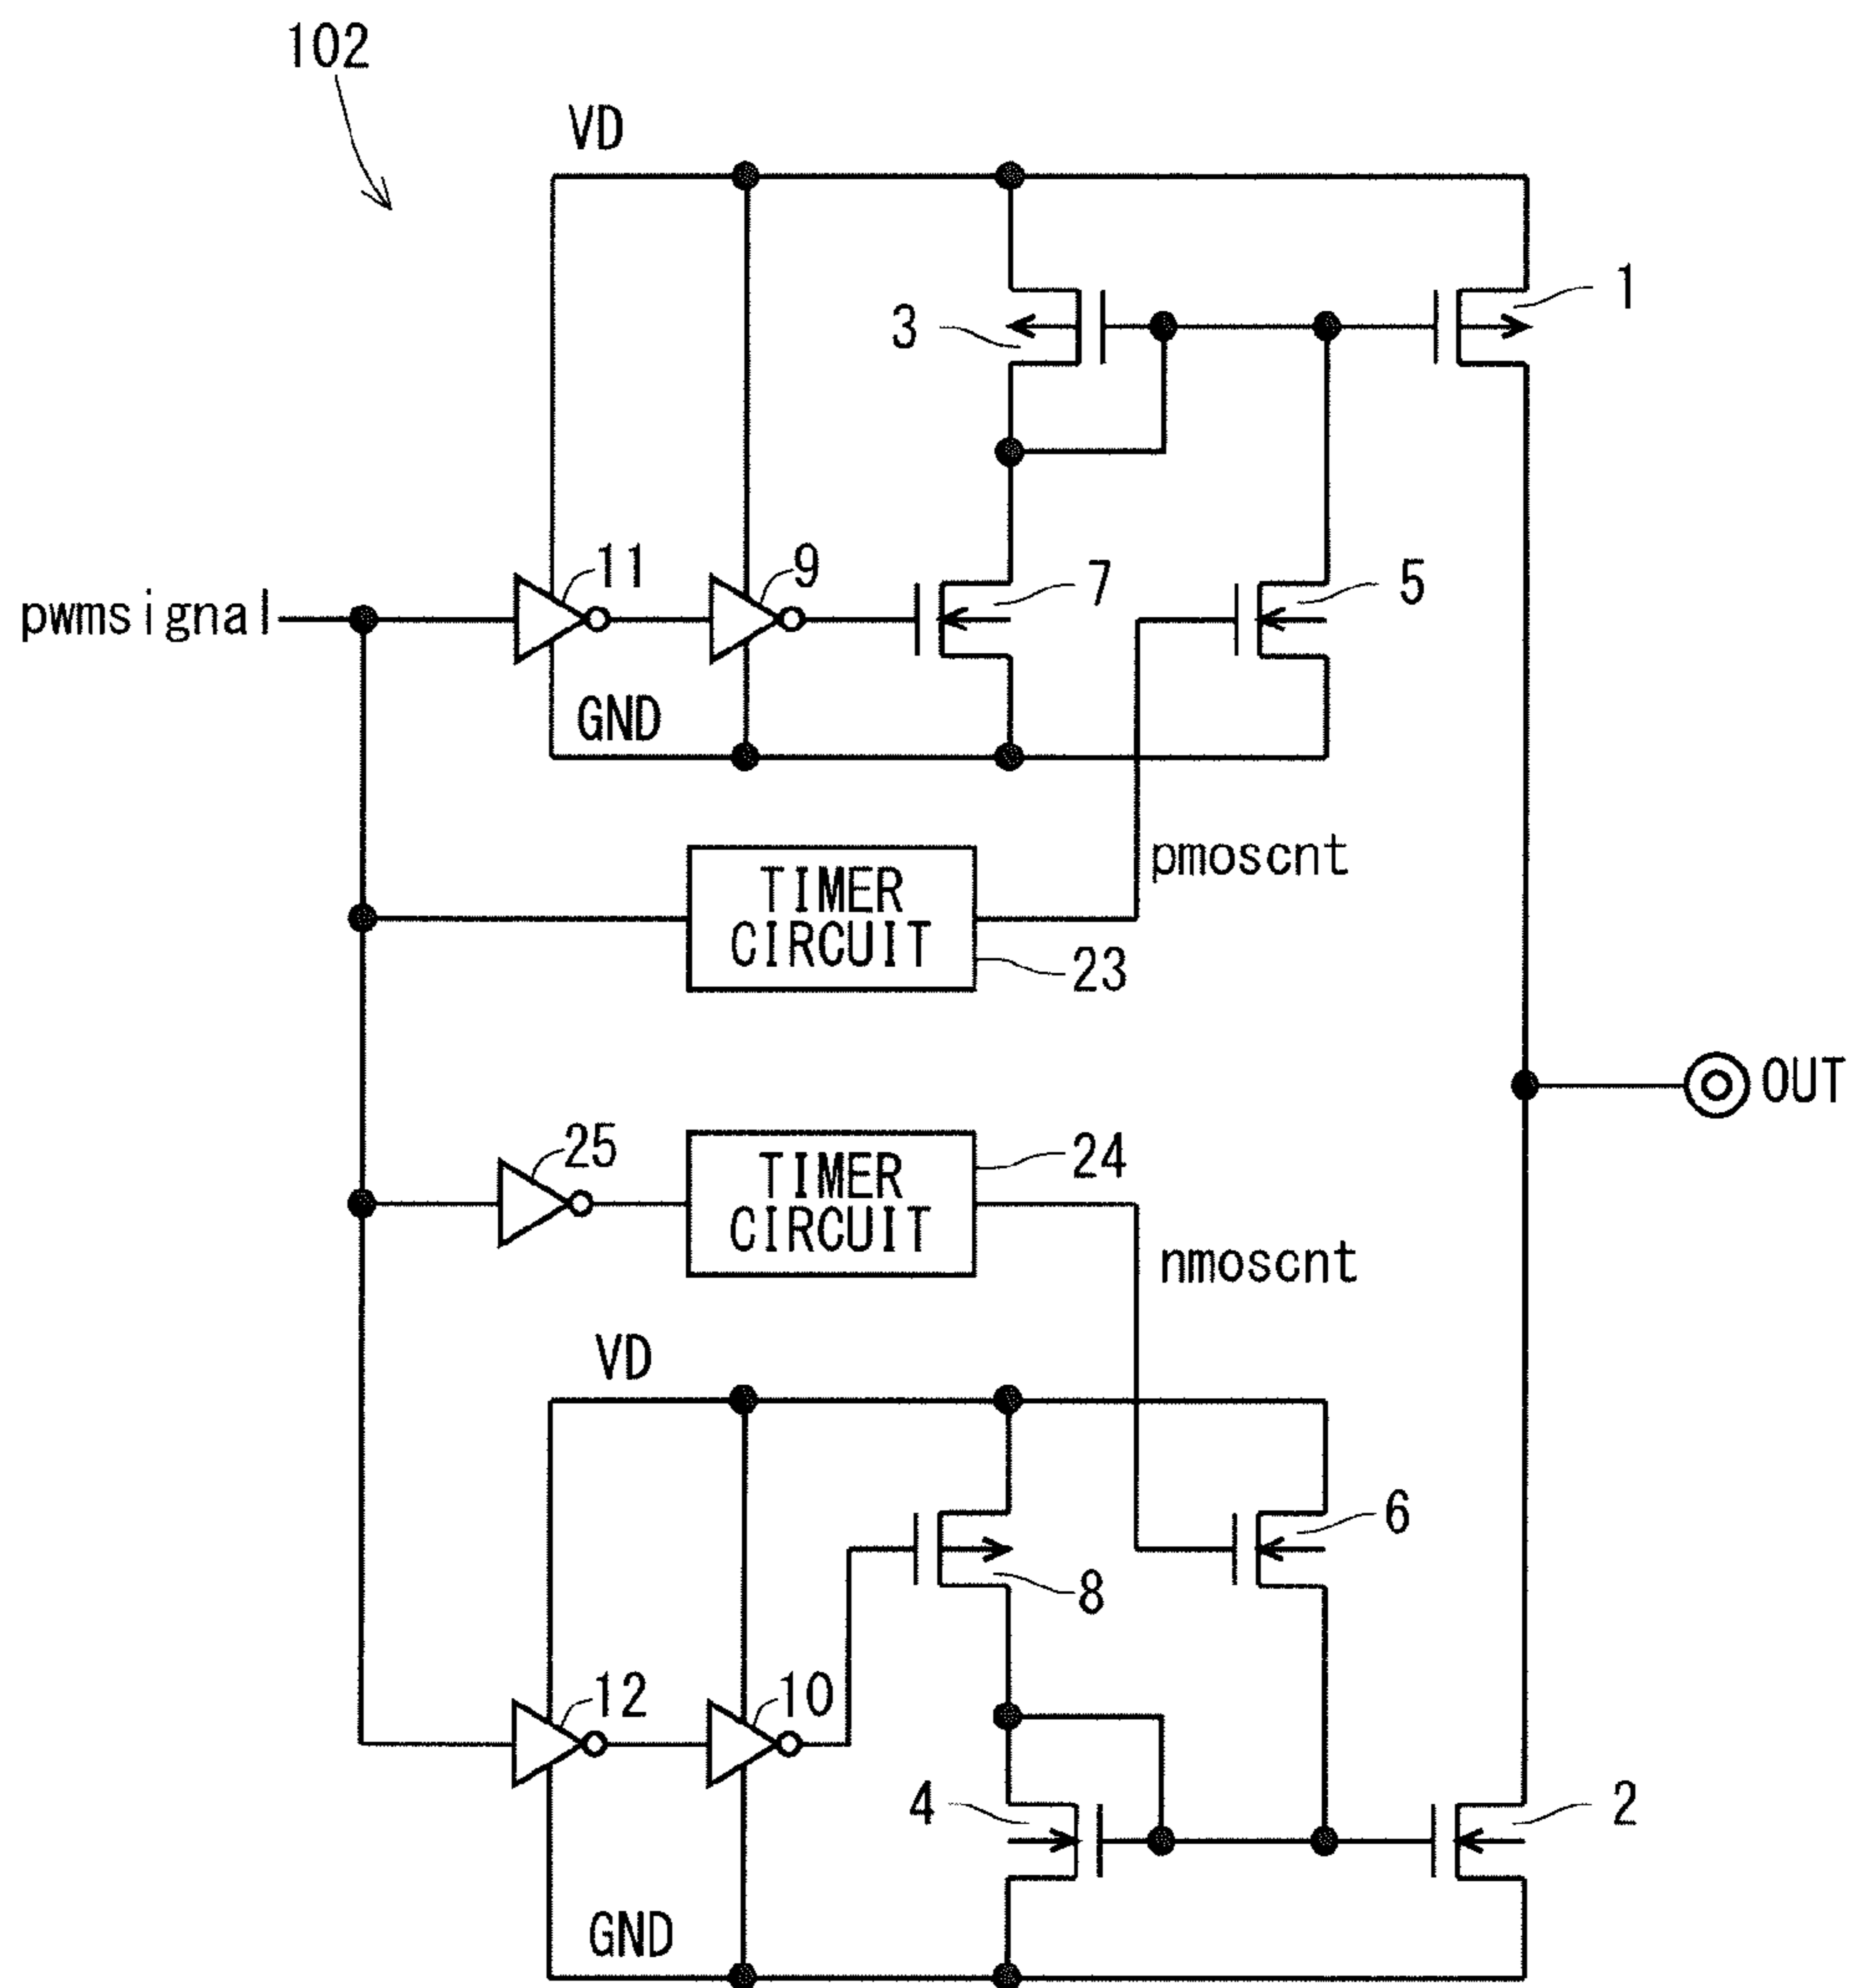 102
VD
1
3
11
9
7
5
pwmsignal
GND
pmoscnt
TIMER
CIRCUIT
23
OUT
25
TIMER
CIRCUIT
24
nmoscnt
VD
6
8
12
10
4
2
GND